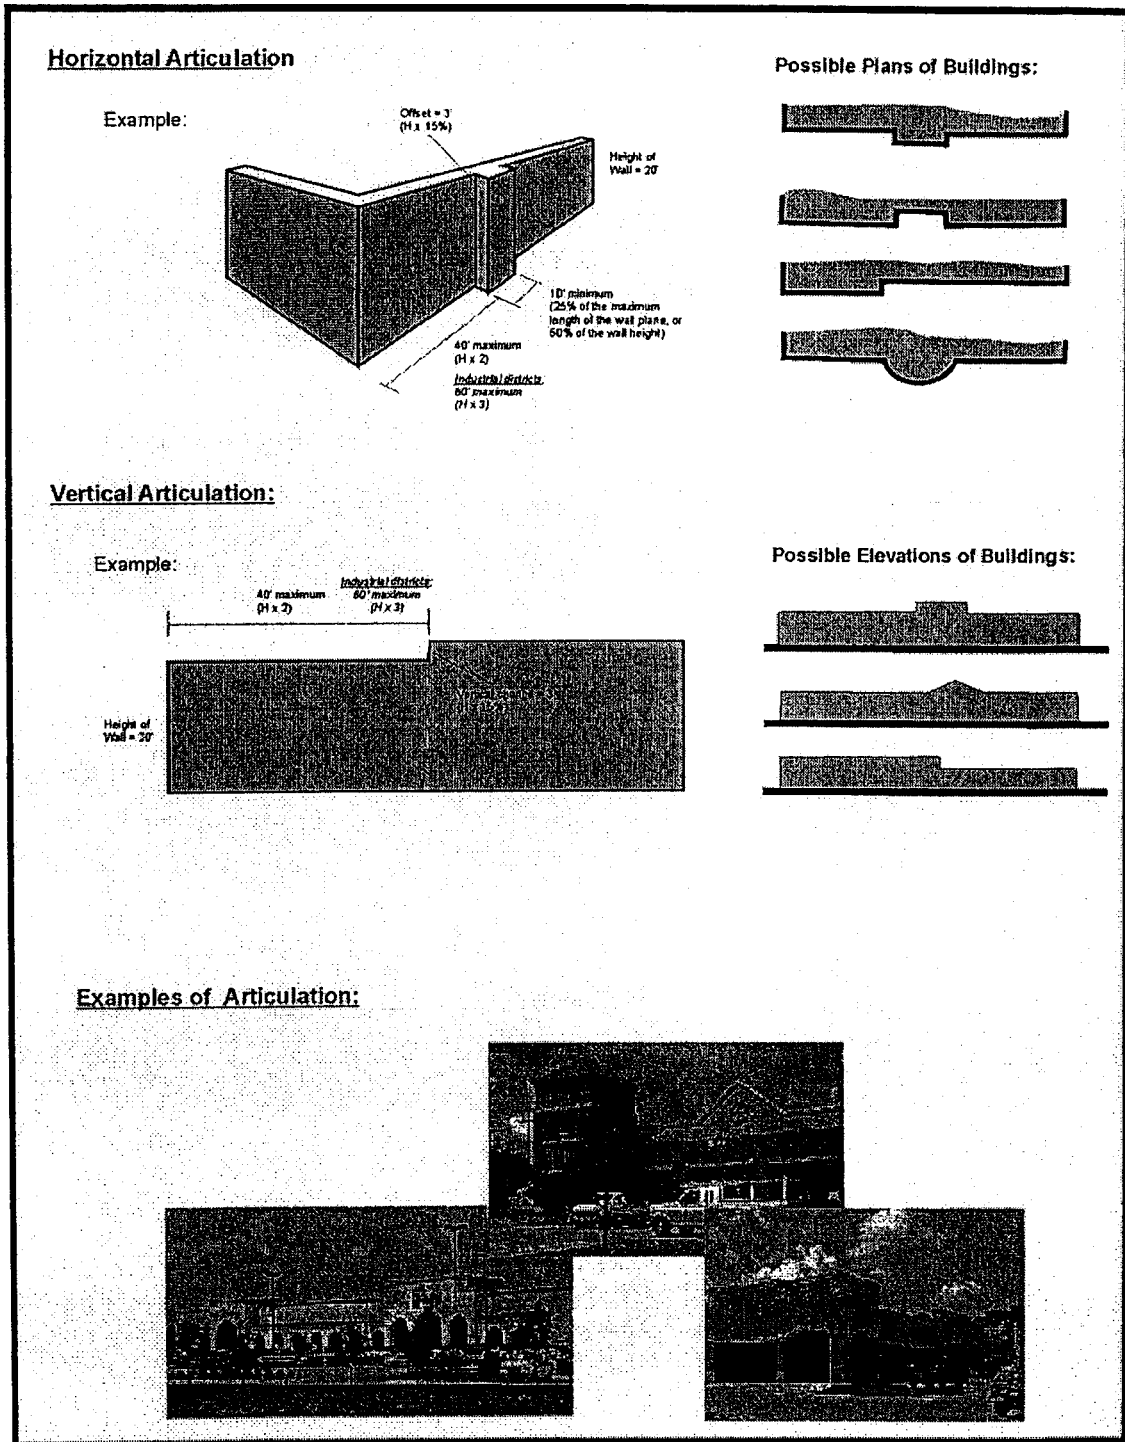 Horizontal Articulation
Example:
Offset = 3'
(H x 15%)
Height of
Wall = 20'
10' minimum
(25% of the maximum
length of the wall plane, or
50% of the wall height)
40' maximum
(H x 2)
Industrial districts:
60' maximum
(H x 3)
Possible Plans of Buildings:
Vertical Articulation:
Example:
40' maximum
(H x 2)
Industrial districts:
60' maximum
(H x 3)
Height of
Wall = 20'
Vertical
Possible Elevations of Buildings:
Examples of Articulation: